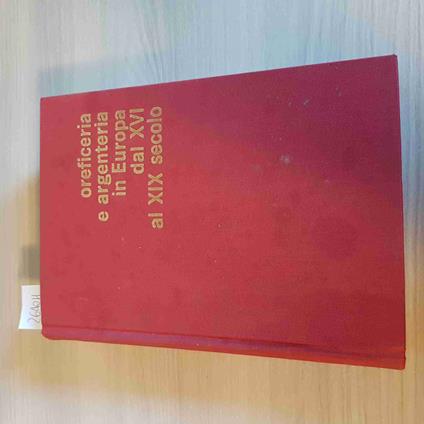 oreficeria
e argenteria
in Europa
dal XVI
al XIX secolo